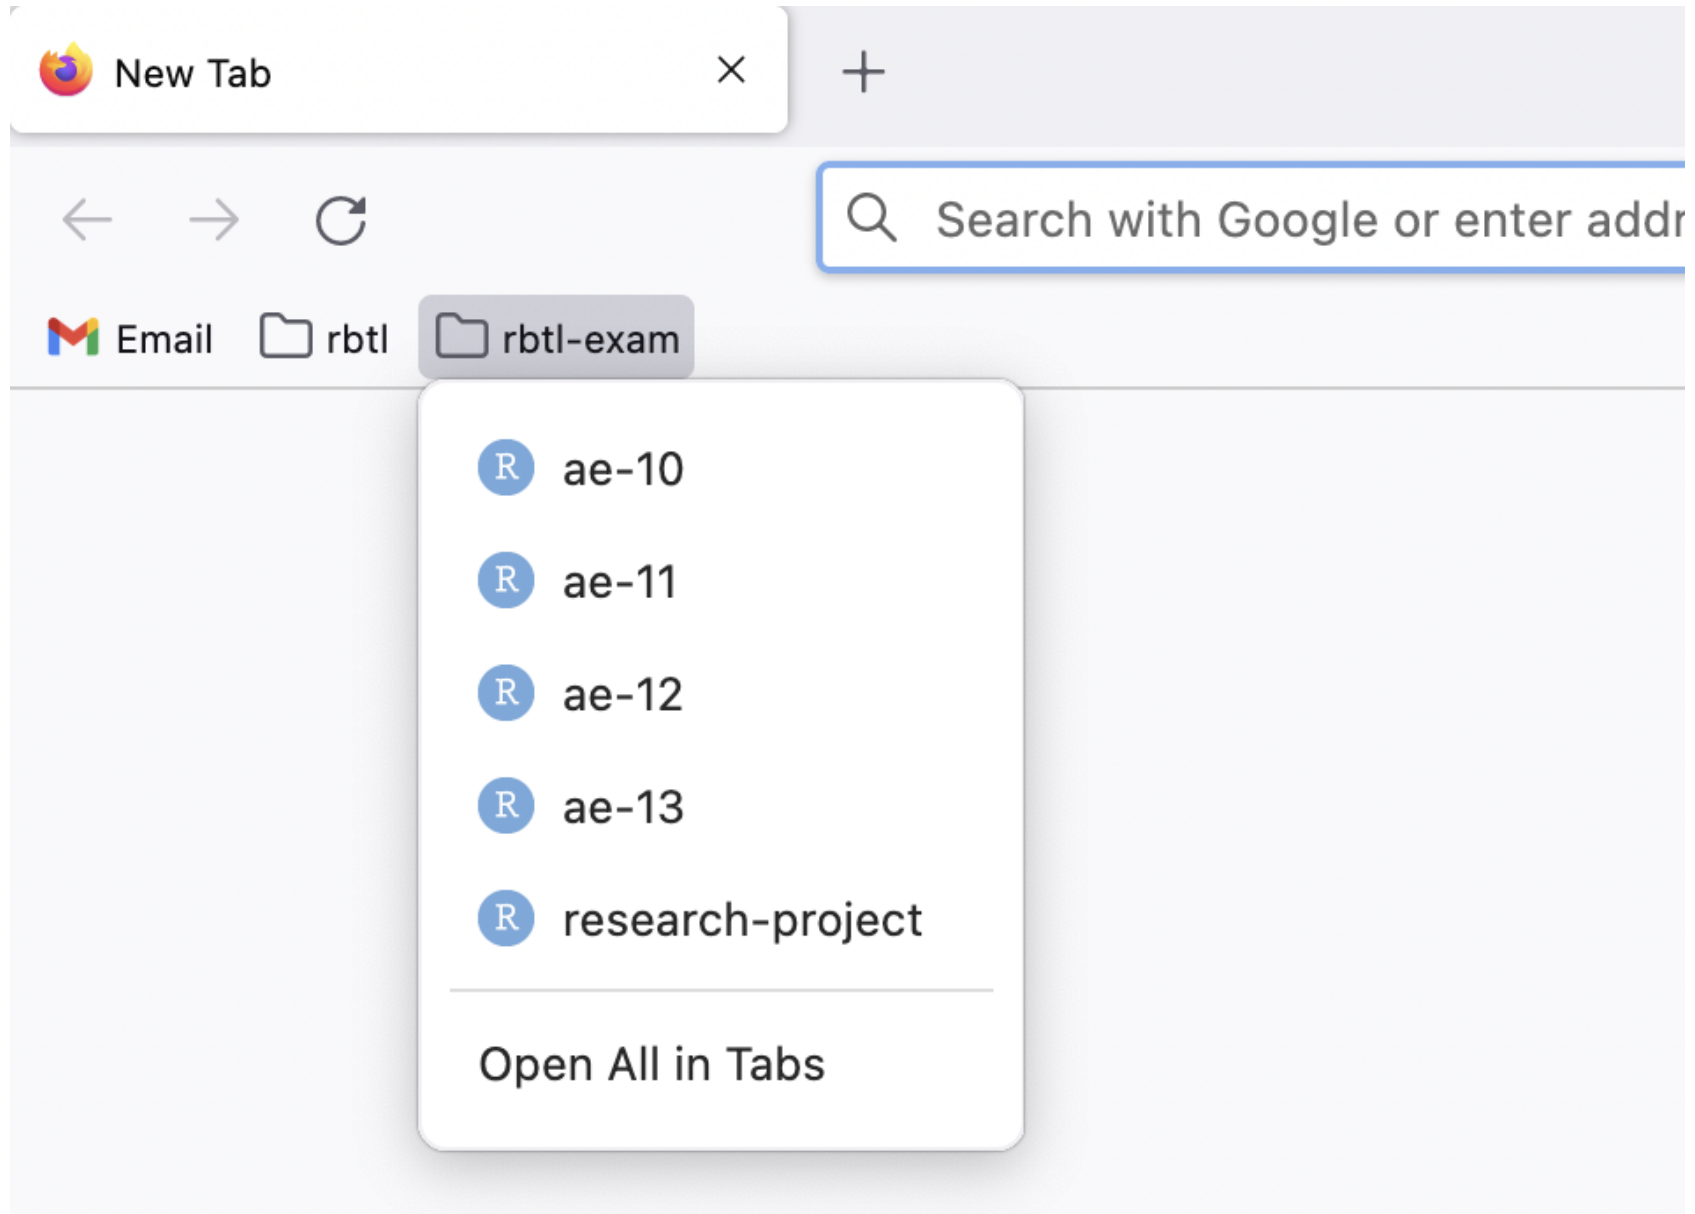 New Tab
Search with Google or enter addr
Email rbtl rbtl-exam
R ae-10
R ae-11
R ae-12
R ae-13
R research-project
Open All in Tabs